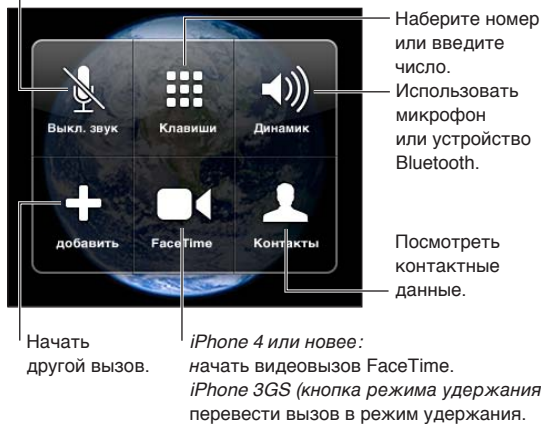 Наберите номер
или введите
число.
Использовать
микрофон
или устройство
Bluetooth.
Выкл. звук
Клавиши
Динамик
добавить
FaceTime
Контакты
Посмотреть
контактные
данные.
Начать
другой вызов.
iPhone 4 или новее:
начать видеовызов FaceTime.
iPhone 3GS (кнопка режима удержания
перевести вызов в режим удержания.